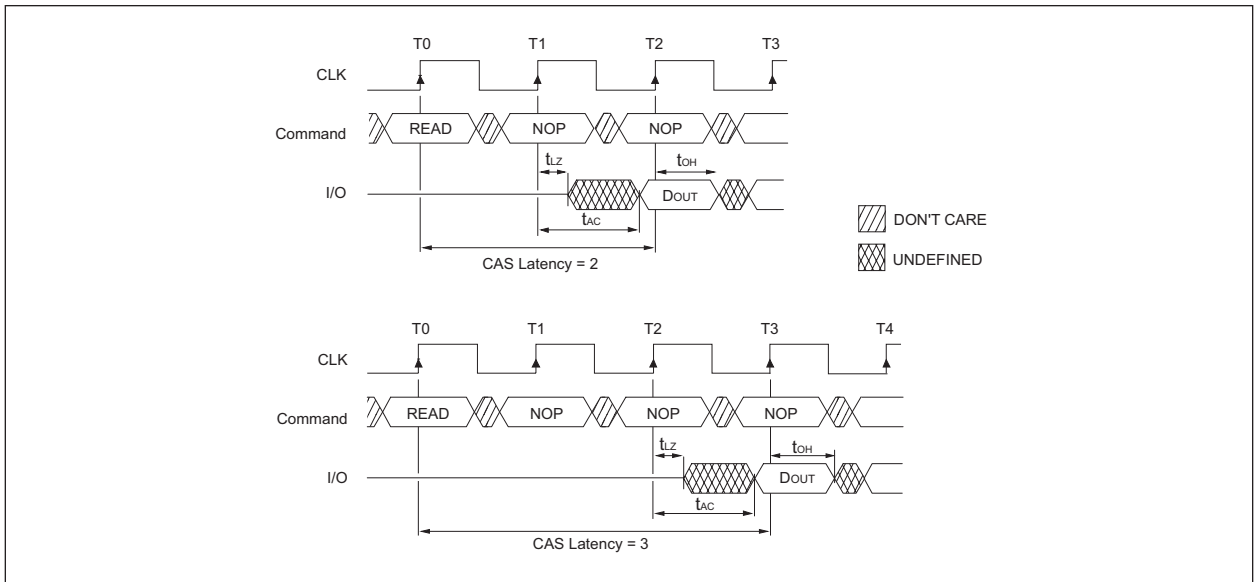 T0 T1 T2 T3
CLK
Command READ NOP NOP
tLZ tOH
I/O DOUT
tAC
CAS Latency = 2
DON'T CARE
UNDEFINED
T0 T1 T2 T3 T4
CLK
Command READ NOP NOP NOP
tLZ tOH
I/O DOUT
tAC
CAS Latency = 3